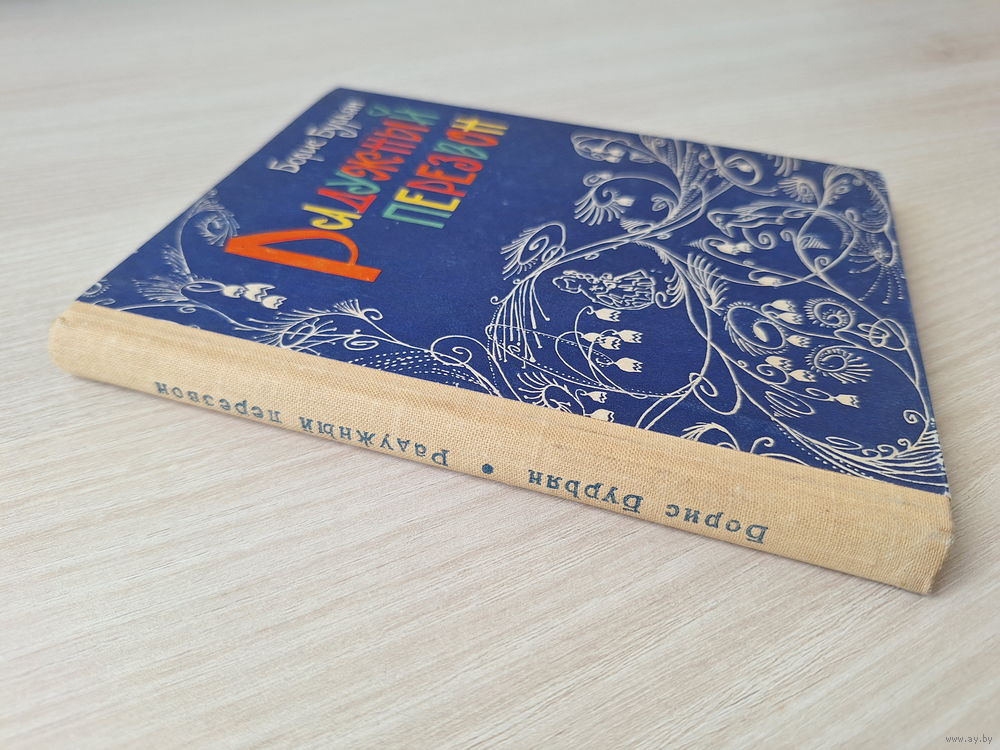 Борис Бурьян
РАДУЖНЫЙ
ПЕРЕЗВОН
Борис Бурьян • Радужный перезвон
www.ay.by